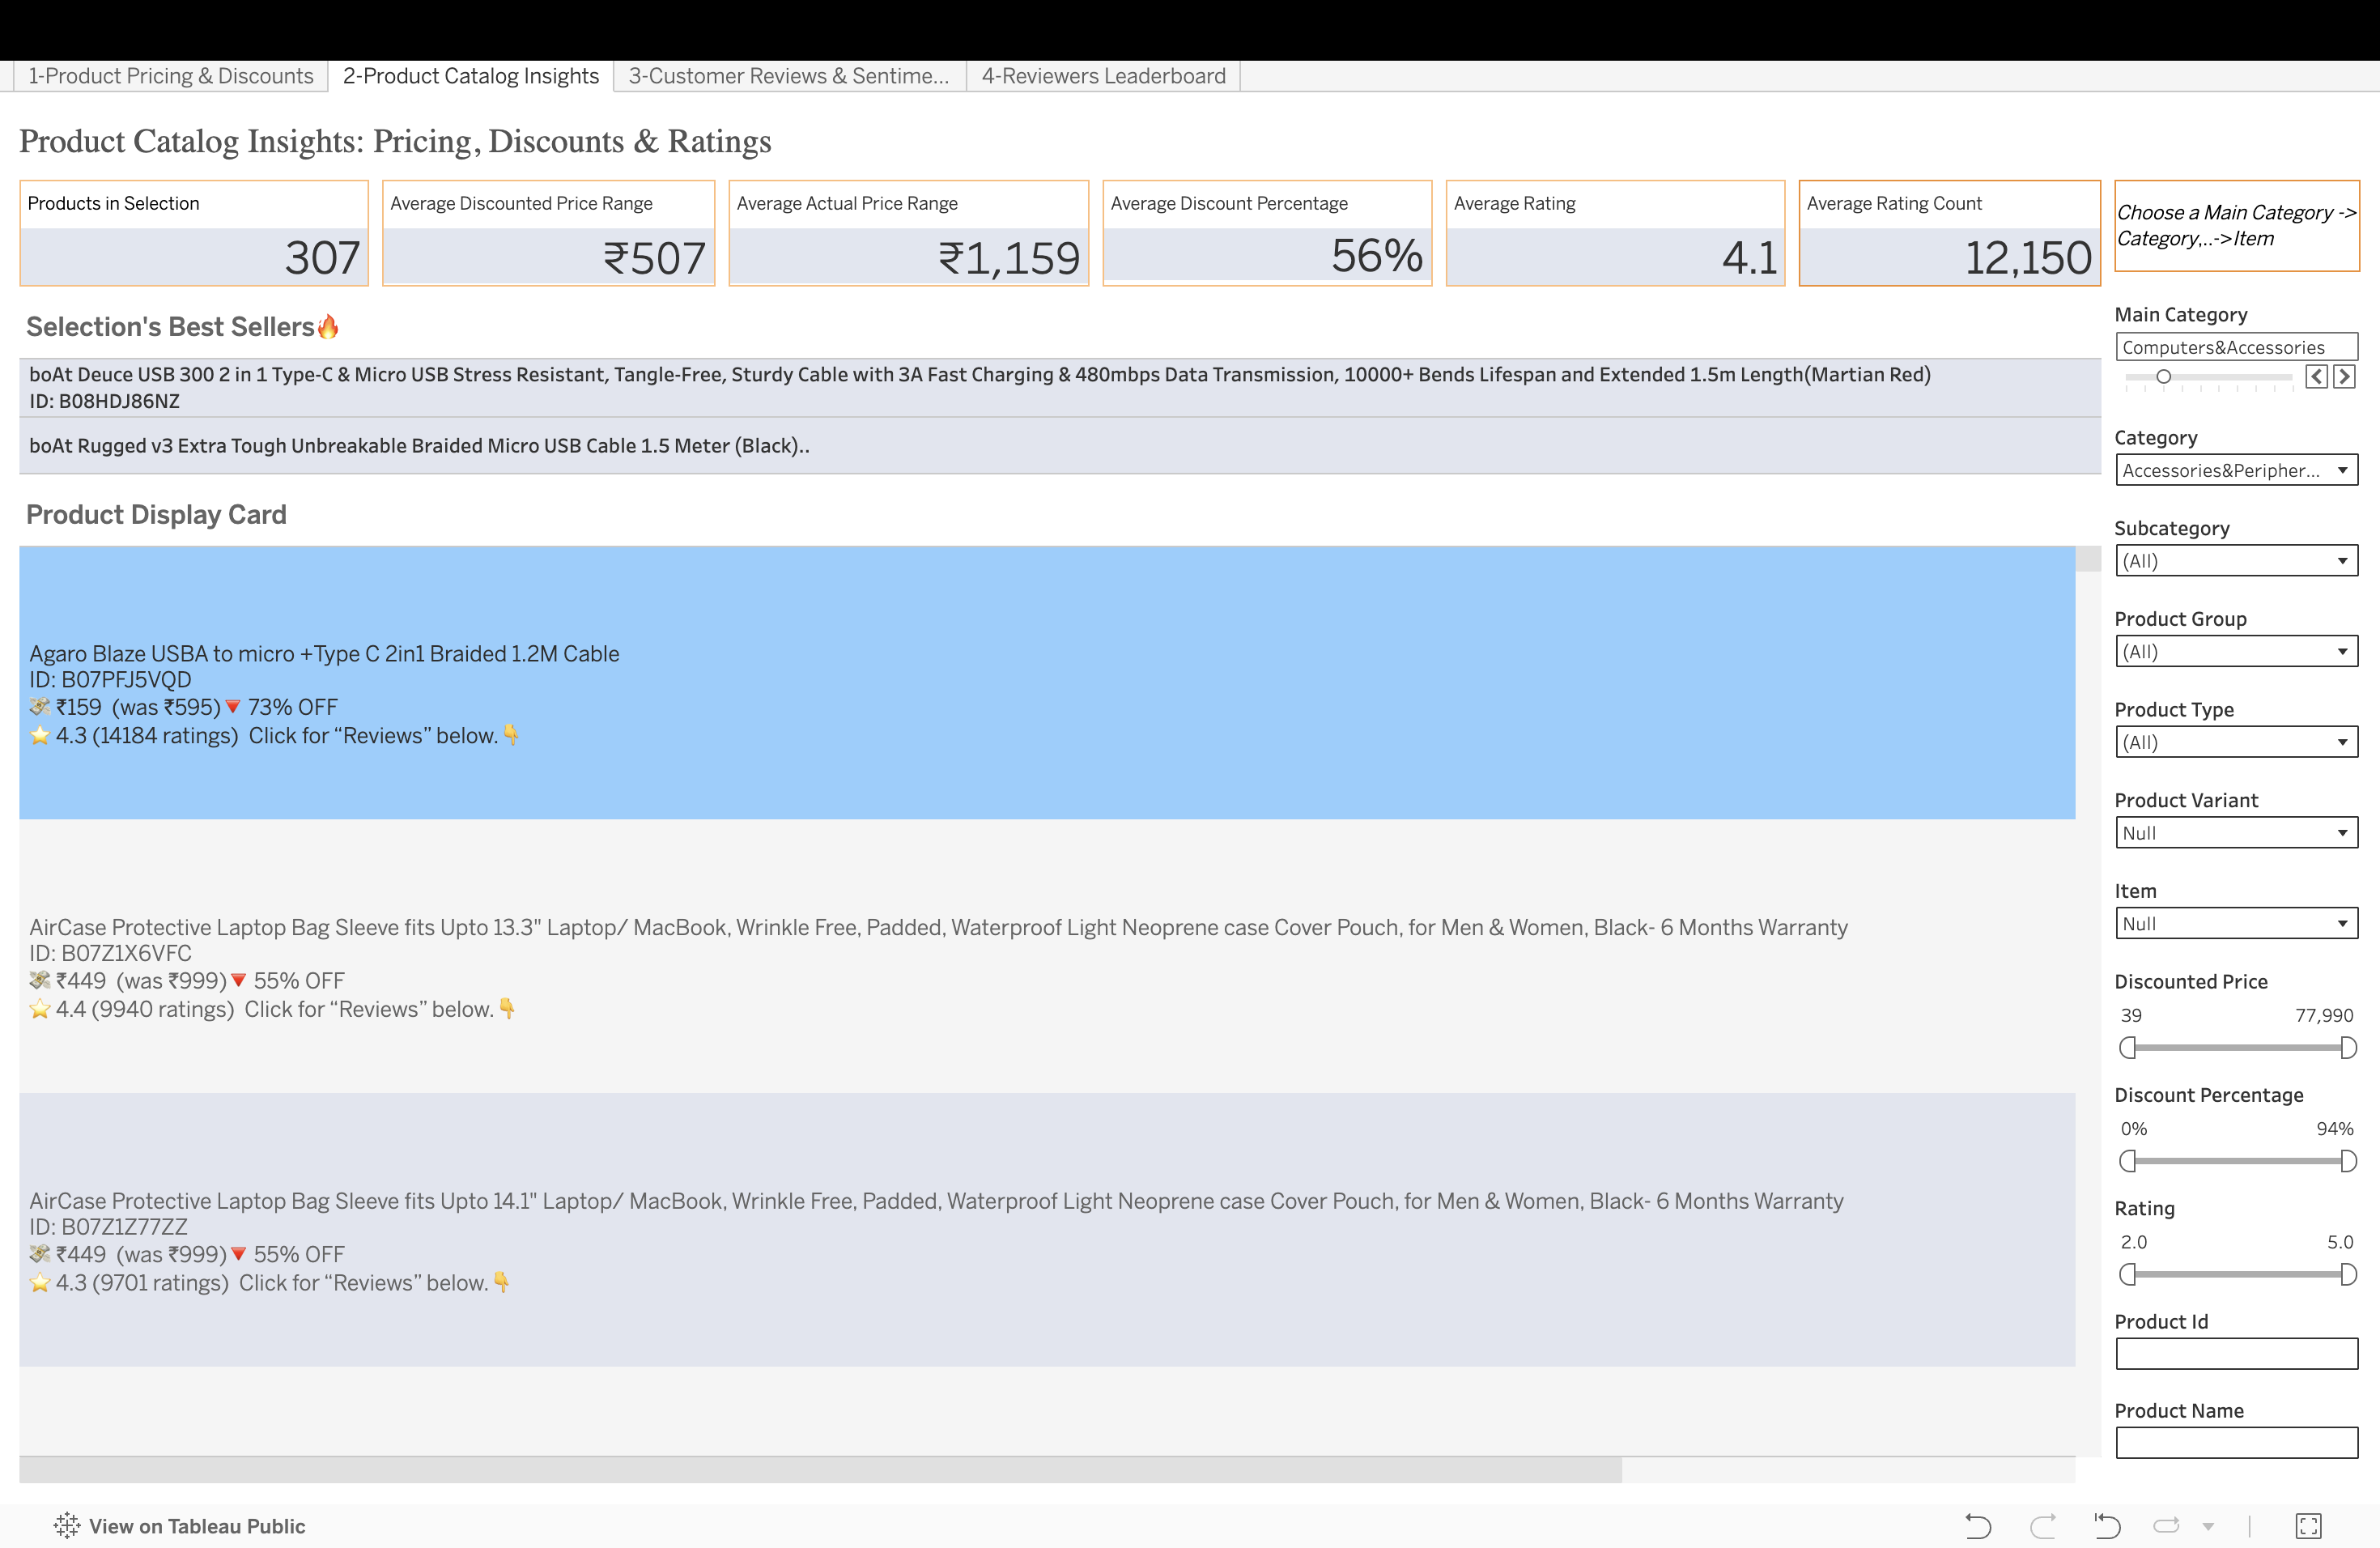 1-Product Pricing & Discounts
2-Product Catalog Insights
3-Customer Reviews & Sentime...
4-Reviewers Leaderboard
Product Catalog Insights: Pricing, Discounts & Ratings
Products in Selection
307
Average Discounted Price Range
₹507
Average Actual Price Range
₹1,159
Average Discount Percentage
56%
Average Rating
4.1
Average Rating Count
12,150
Choose a Main Category ->
Category,..->Item
Selection's Best Sellers🔥
boAt Deuce USB 300 2 in 1 Type-C & Micro USB Stress Resistant, Tangle-Free, Sturdy Cable with 3A Fast Charging & 480mbps Data Transmission, 10000+ Bends Lifespan and Extended 1.5m Length(Martian Red)
ID: B08HDJ86NZ
boAt Rugged v3 Extra Tough Unbreakable Braided Micro USB Cable 1.5 Meter (Black)..
Product Display Card
Agaro Blaze USBA to micro +Type C 2in1 Braided 1.2M Cable
ID: B07PFJ5VQD
💸 ₹159 (was ₹595)🔻 73% OFF
⭐ 4.3 (14184 ratings) Click for “Reviews” below.👇
AirCase Protective Laptop Bag Sleeve fits Upto 13.3" Laptop/ MacBook, Wrinkle Free, Padded, Waterproof Light Neoprene case Cover Pouch, for Men & Women, Black- 6 Months Warranty
ID: B07Z1X6VFC
💸 ₹449 (was ₹999)🔻 55% OFF
⭐ 4.4 (9940 ratings) Click for “Reviews” below.👇
AirCase Protective Laptop Bag Sleeve fits Upto 14.1" Laptop/ MacBook, Wrinkle Free, Padded, Waterproof Light Neoprene case Cover Pouch, for Men & Women, Black- 6 Months Warranty
ID: B07Z1Z77ZZ
💸 ₹449 (was ₹999)🔻 55% OFF
⭐ 4.3 (9701 ratings) Click for “Reviews” below.👇
Main Category
Computers&Accessories
Category
Accessories&Peripher...
Subcategory
(All)
Product Group
(All)
Product Type
(All)
Product Variant
Null
Item
Null
Discounted Price
39 77,990
Discount Percentage
0% 94%
Rating
2.0 5.0
Product Id
Product Name
View on Tableau Public